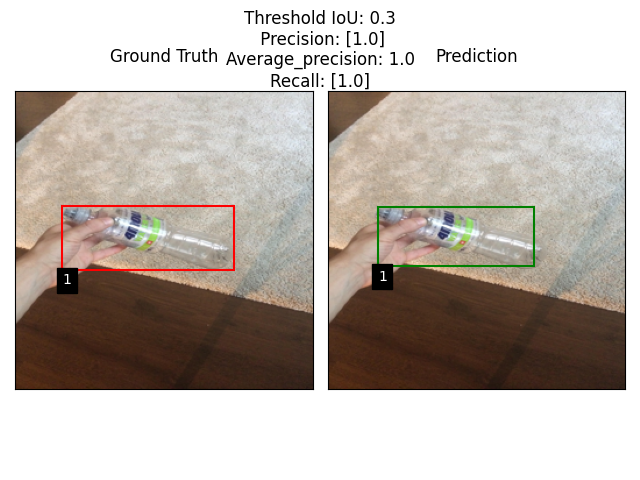 Threshold IoU: 0.3
Precision: [1.0]
Average_precision: 1.0
Recall: [1.0]
Ground Truth
Prediction
1
1